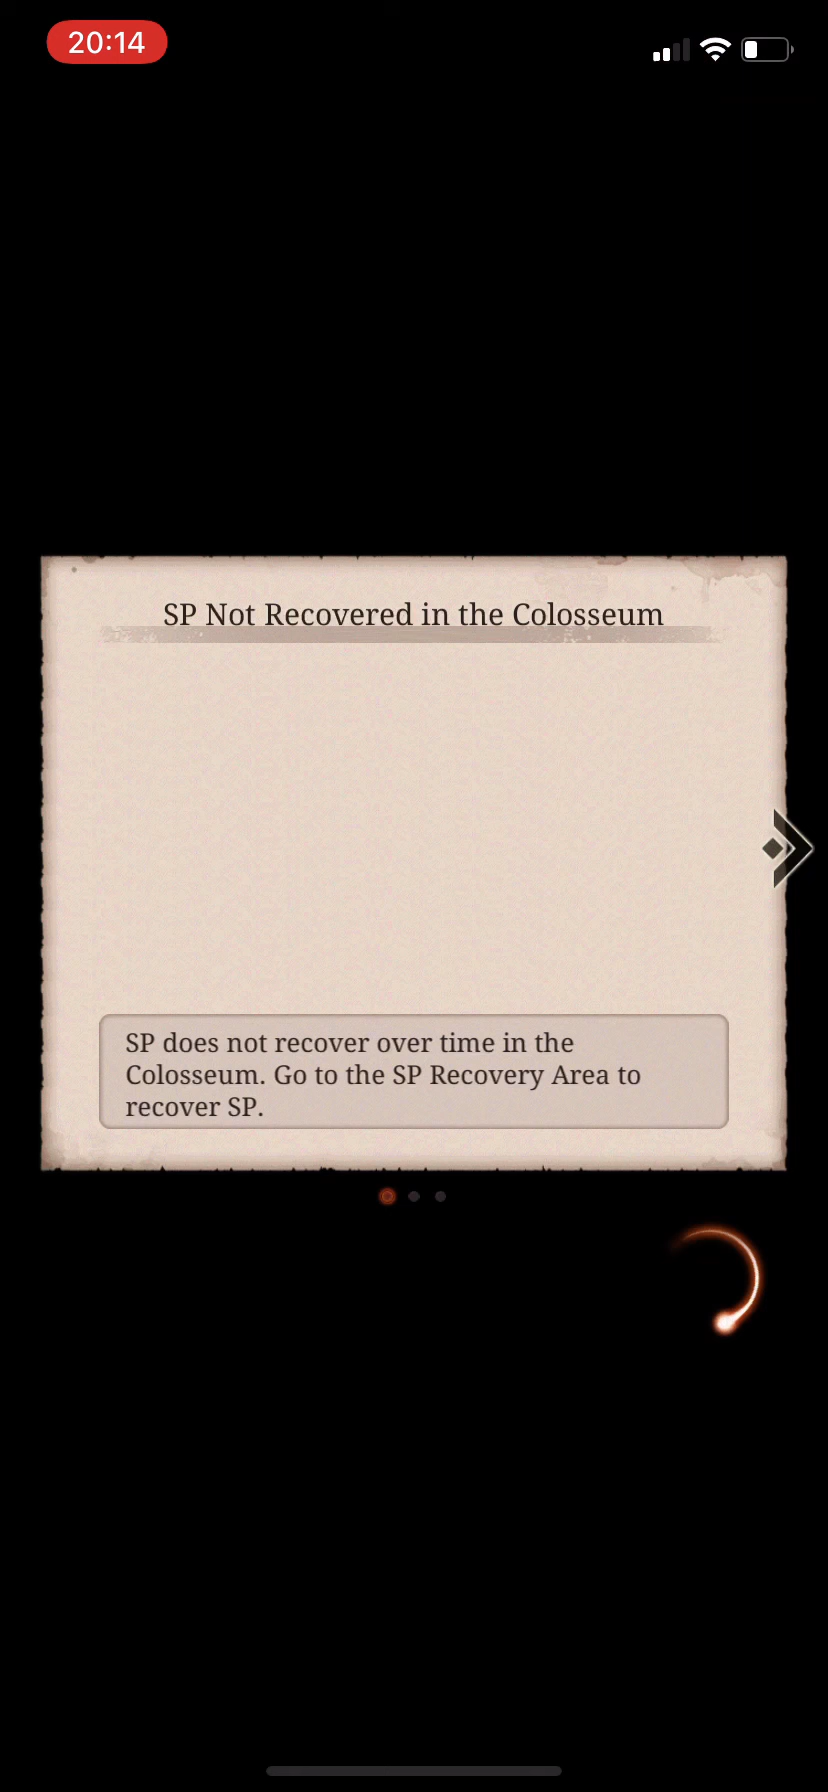 20:14
SP Not Recovered in the Colosseum
SP does not recover over time in the
Colosseum. Go to the SP Recovery Area to
recover SP.